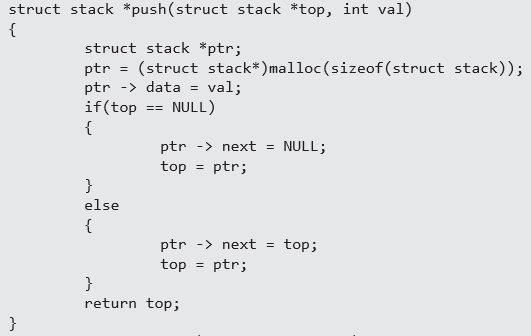 struct stack *push(struct stack *top, int val)
{
struct stack *ptr;
ptr = (struct stack*)malloc(sizeof(struct stack));
ptr -> data = val;
if(top == NULL)
{
ptr -> next = NULL;
top = ptr;
}
else
{
ptr -> next = top;
top = ptr;
}
return top;
}